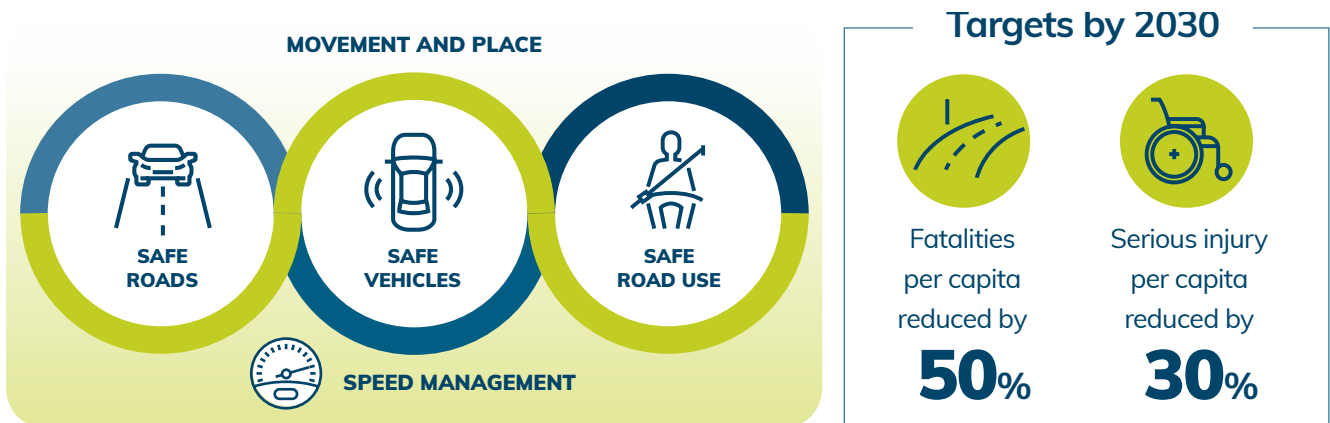 MOVEMENT AND PLACE
SAFE
ROADS
SAFE
VEHICLES
SAFE
ROAD USE
SPEED MANAGEMENT
Targets by 2030
Fatalities
per capita
reduced by
50%
Serious injury
per capita
reduced by
30%